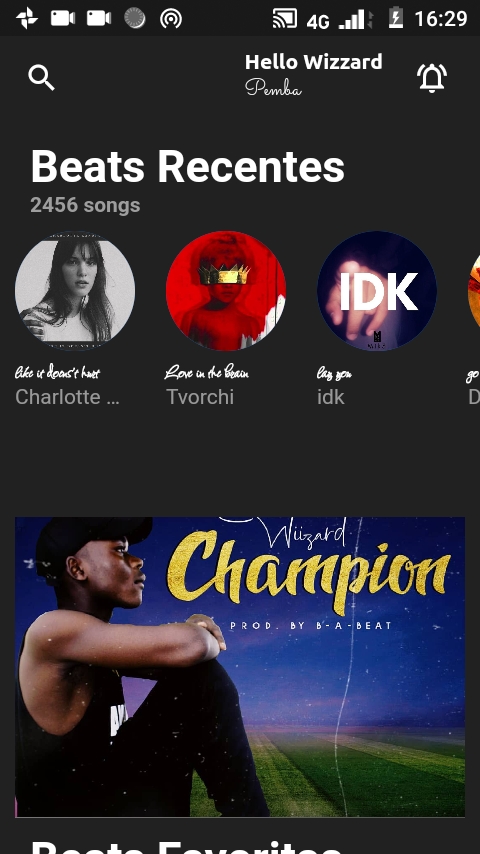 4G 16:29
Hello Wizzard
Pemba
Beats Recentes
2456 songs
IDK
like it doesn't hurt
Love in the brain
lay you
go
Charlotte ...
Tvorchi
idk
D
Wiizard
Champion
PROD. BY B-A-BEAT
Beats Favoritos